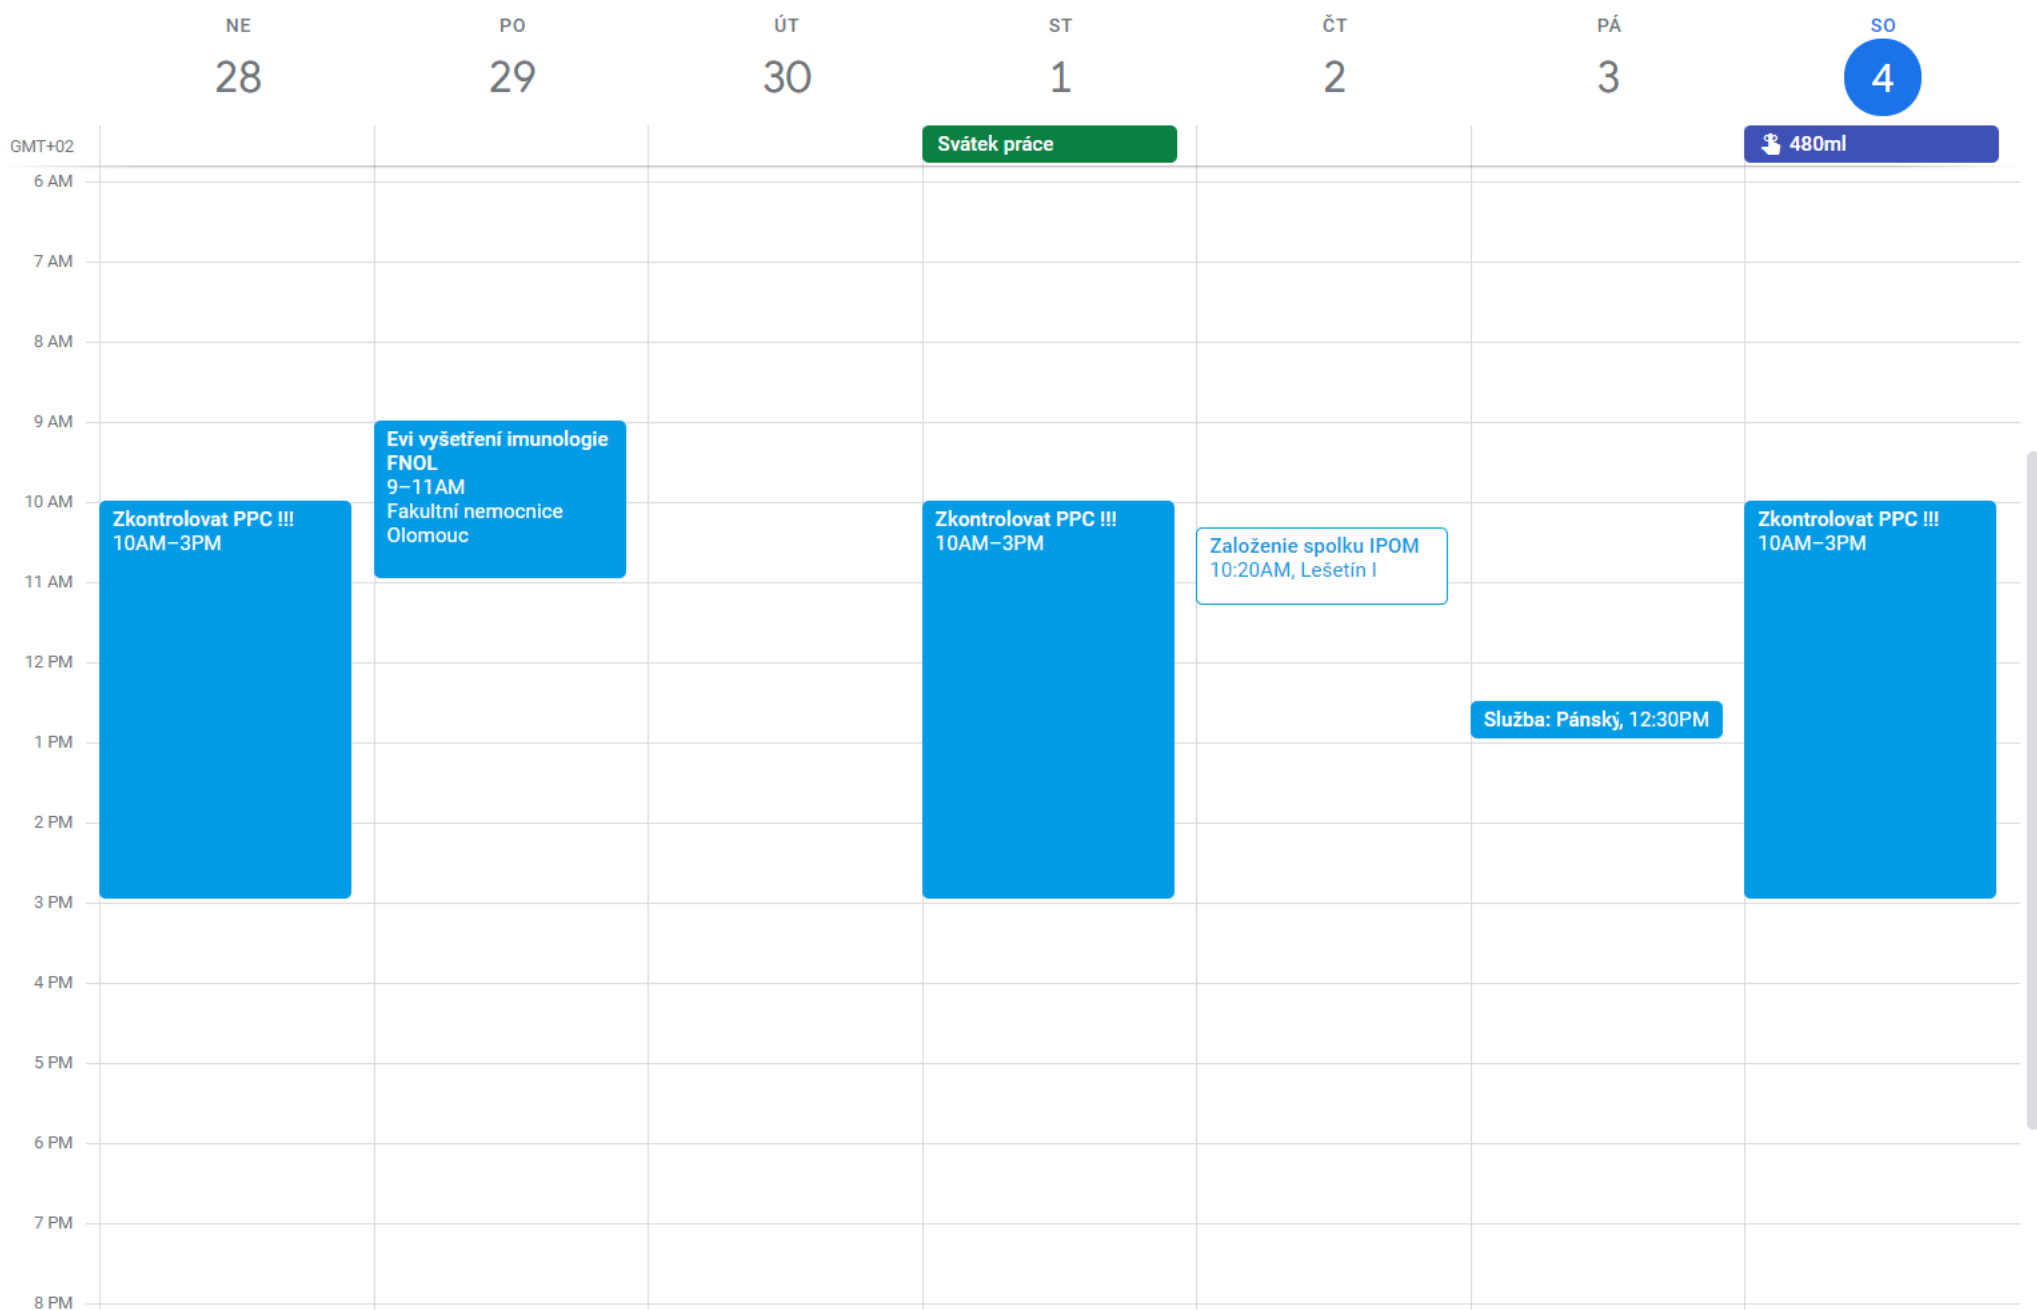 NE PO ÚT ST ČT PÁ SO
28 29 30 1 2 3 4
GMT+02
Svátek práce
480ml
6 AM
7 AM
8 AM
9 AM
10 AM
11 AM
12 PM
1 PM
2 PM
3 PM
4 PM
5 PM
6 PM
7 PM
8 PM
Zkontrolovat PPC !!!
10AM–3PM
Evi vyšetření imunologie
FNOL
9–11AM
Fakultní nemocnice
Olomouc
Zkontrolovat PPC !!!
10AM–3PM
Založenie spolku IPOM
10:20AM, Lešetín I
Služba: Pánský, 12:30PM
Zkontrolovat PPC !!!
10AM–3PM